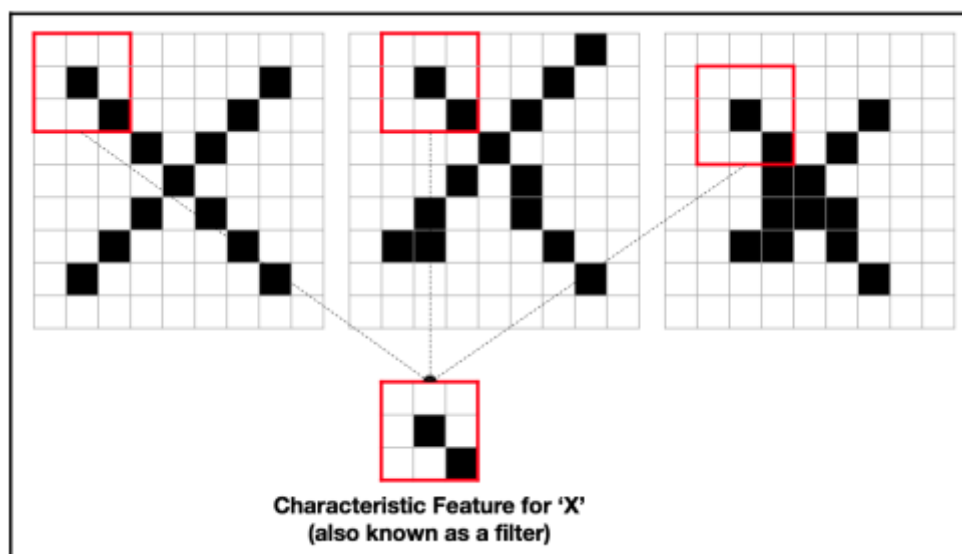 Characteristic Feature for ‘X’
(also known as a filter)